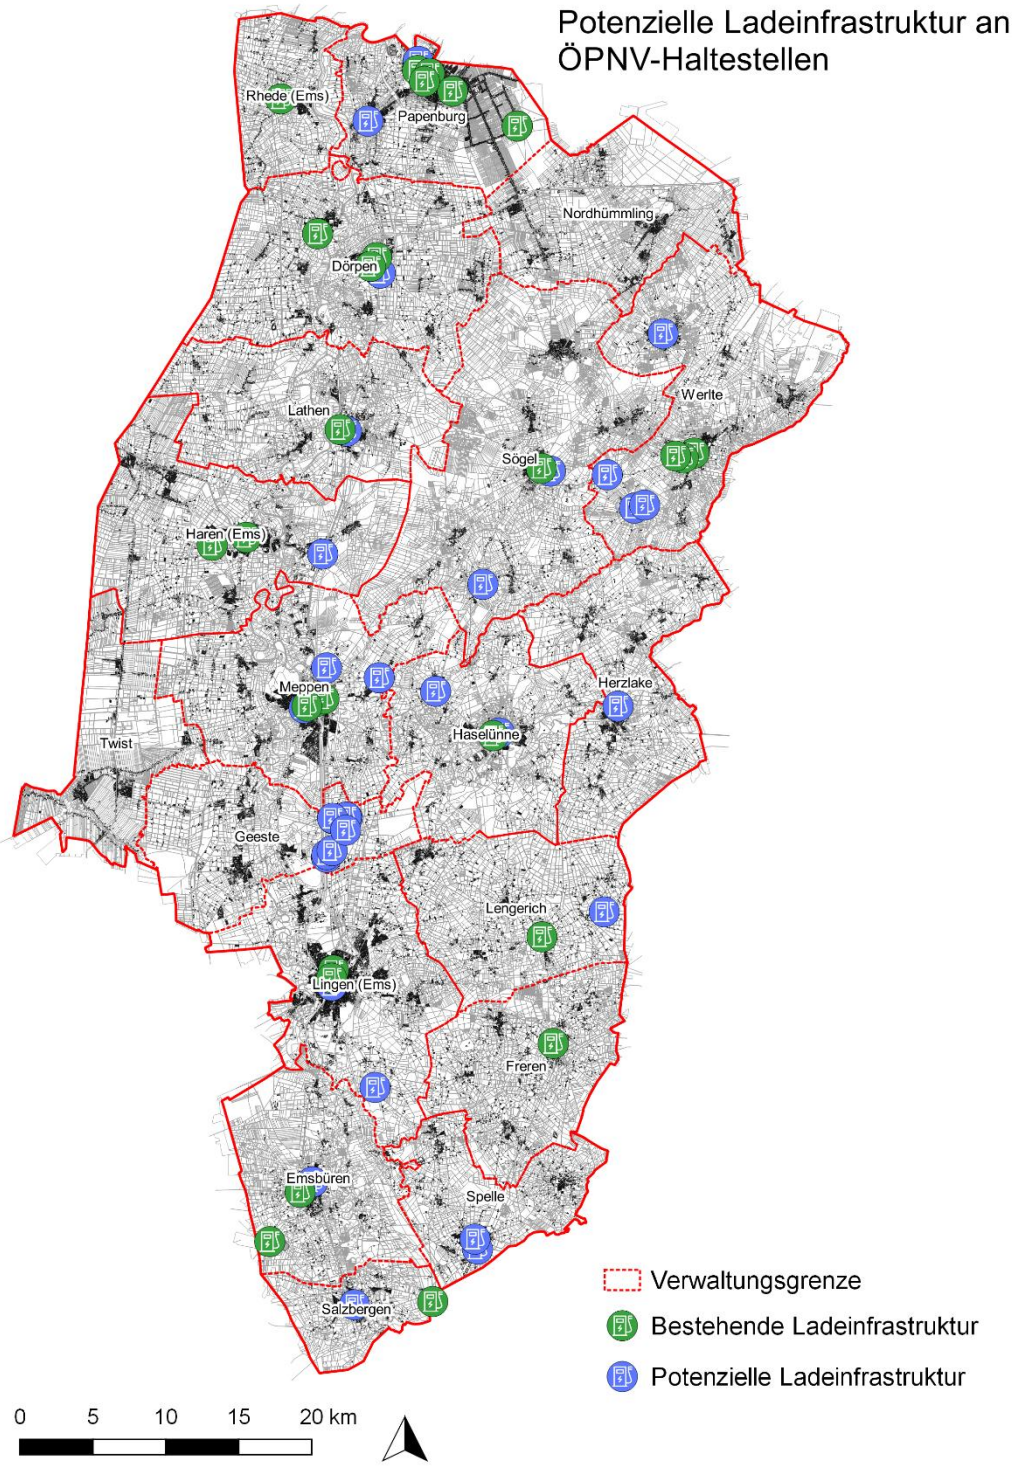 Potenzielle Ladeinfrastruktur an
ÖPNV-Haltestellen
Rhede (Ems)
Papenburg
Nordhümmling
Dörpen
Werlte
Lathen
Sögel
Haren (Ems)
Herzlake
Meppen
Haselünne
Twist
Geeste
Lengerich
Lingen (Ems)
Freren
Emsbüren
Spelle
Salzbergen
Verwaltungsgrenze
Bestehende Ladeinfrastruktur
Potenzielle Ladeinfrastruktur
0 5 10 15 20 km